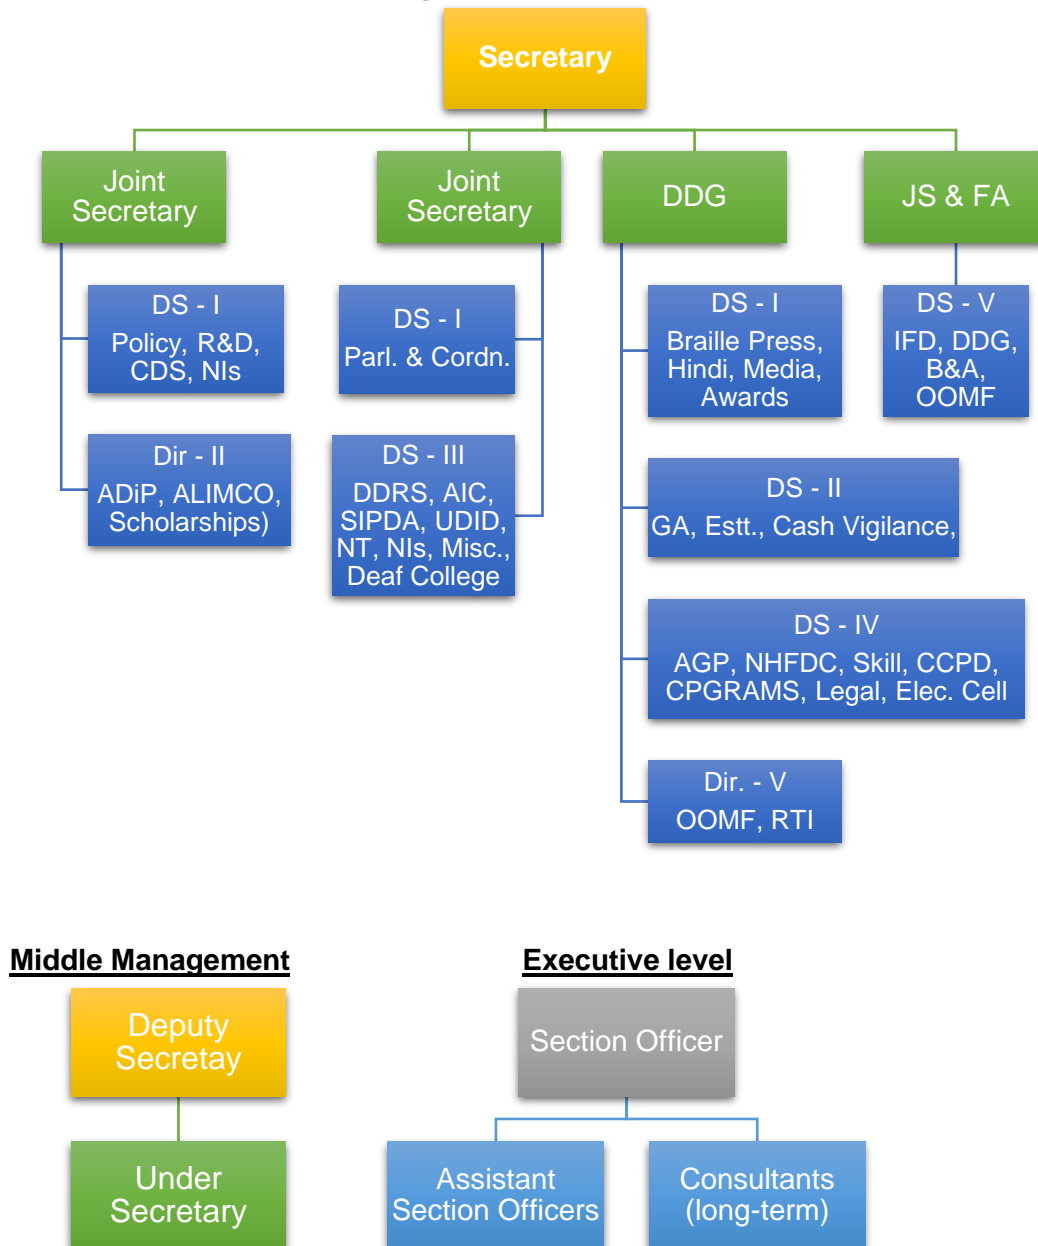 Secretary
Joint
Secretary
Joint
Secretary
DDG
JS & FA
DS - I
Policy, R&D,
CDS, NIs
Dir - II
ADiP, ALIMCO,
Scholarships)
DS - I
Parl. & Cordn.
DS - III
DDRS, AIC,
SIPDA, UDID,
NT, NIs, Misc.,
Deaf College
DS - I
Braille Press,
Hindi, Media,
Awards
DS - II
GA, Estt., Cash Vigilance,
DS - IV
AGP, NHFDC, Skill, CCPD,
CPGRAMS, Legal, Elec. Cell
Dir. - V
OOMF, RTI
DS - V
IFD, DDG,
B&A,
OOMF
Middle Management
Deputy
Secretay
Under
Secretary
Executive level
Section Officer
Assistant
Section Officers
Consultants
(long-term)